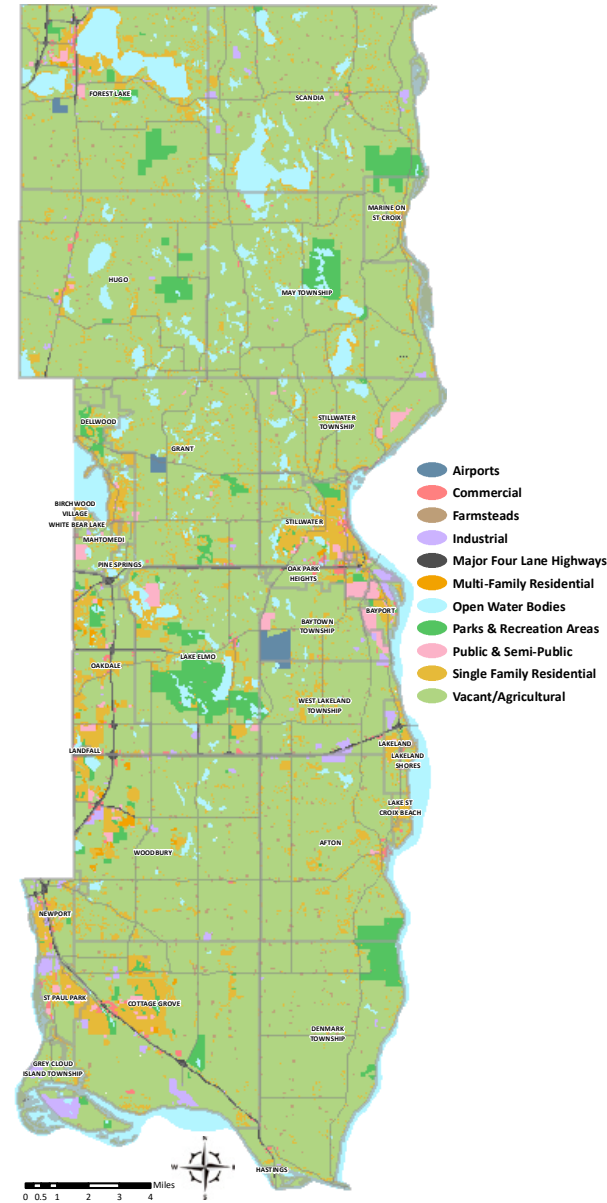 FOREST LAKE
SCANDIA
MARINE ON
ST CROIX
HUGO
MAY TOWNSHIP
...
DELLWOOD
STILLWATER
TOWNSHIP
GRANT
BIRCHWOOD
VILLAGE
WHITE BEAR LAKE
STILLWATER
MAHTOMEDI
PINE SPRINGS
OAK PARK
HEIGHTS
BAYPORT
BAYTOWN
TOWNSHIP
LAKE ELMO
OAKDALE
WEST LAKELAND
TOWNSHIP
LAKELAND
LANDFALL
LAKELAND
SHORES
LAKE ST
CROIX BEACH
AFTON
WOODBURY
NEWPORT
ST PAUL PARK
COTTAGE GROVE
DENMARK
TOWNSHIP
GREY CLOUD
ISLAND TOWNSHIP
HASTINGS
Airports
Commercial
Farmsteads
Industrial
Major Four Lane Highways
Multi-Family Residential
Open Water Bodies
Parks & Recreation Areas
Public & Semi-Public
Single Family Residential
Vacant/Agricultural
N
W E
S
Miles
0 0.5 1 2 3 4